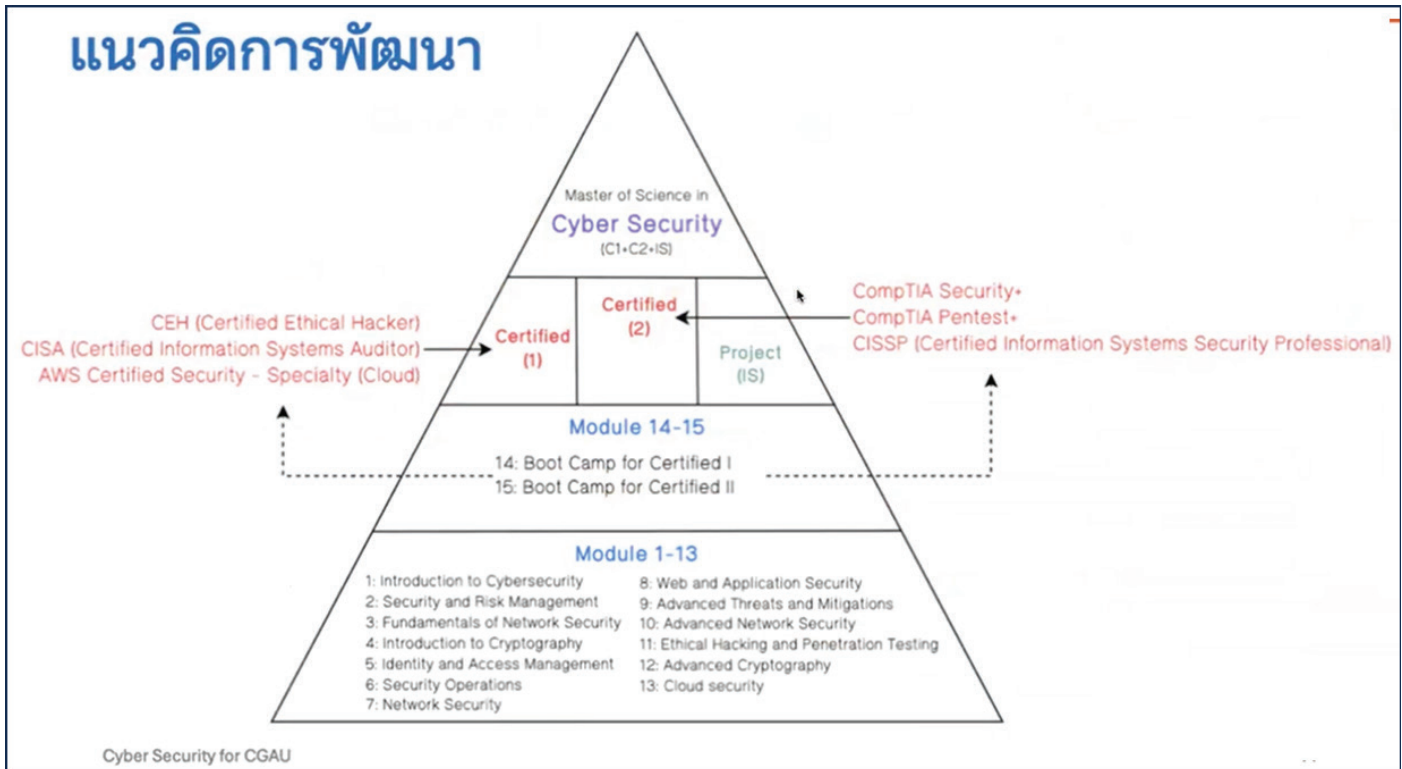 แนวคิดการพัฒนา
Master of Science in
Cyber Security
(C1+C2+IS)
CEH (Certified Ethical Hacker)
CISA (Certified Information Systems Auditor)
AWS Certified Security - Specialty (Cloud)
Certified
(1)
Certified
(2)
Project
(IS)
CompTIA Security+
CompTIA Pentest+
CISSP (Certified Information Systems Security Professional)
Module 14-15
14: Boot Camp for Certified I
15: Boot Camp for Certified II
Module 1-13
1: Introduction to Cybersecurity
2: Security and Risk Management
3: Fundamentals of Network Security
4: Introduction to Cryptography
5: Identity and Access Management
6: Security Operations
7: Network Security
8: Web and Application Security
9: Advanced Threats and Mitigations
10: Advanced Network Security
11: Ethical Hacking and Penetration Testing
12: Advanced Cryptography
13: Cloud security
Cyber Security for CGAU